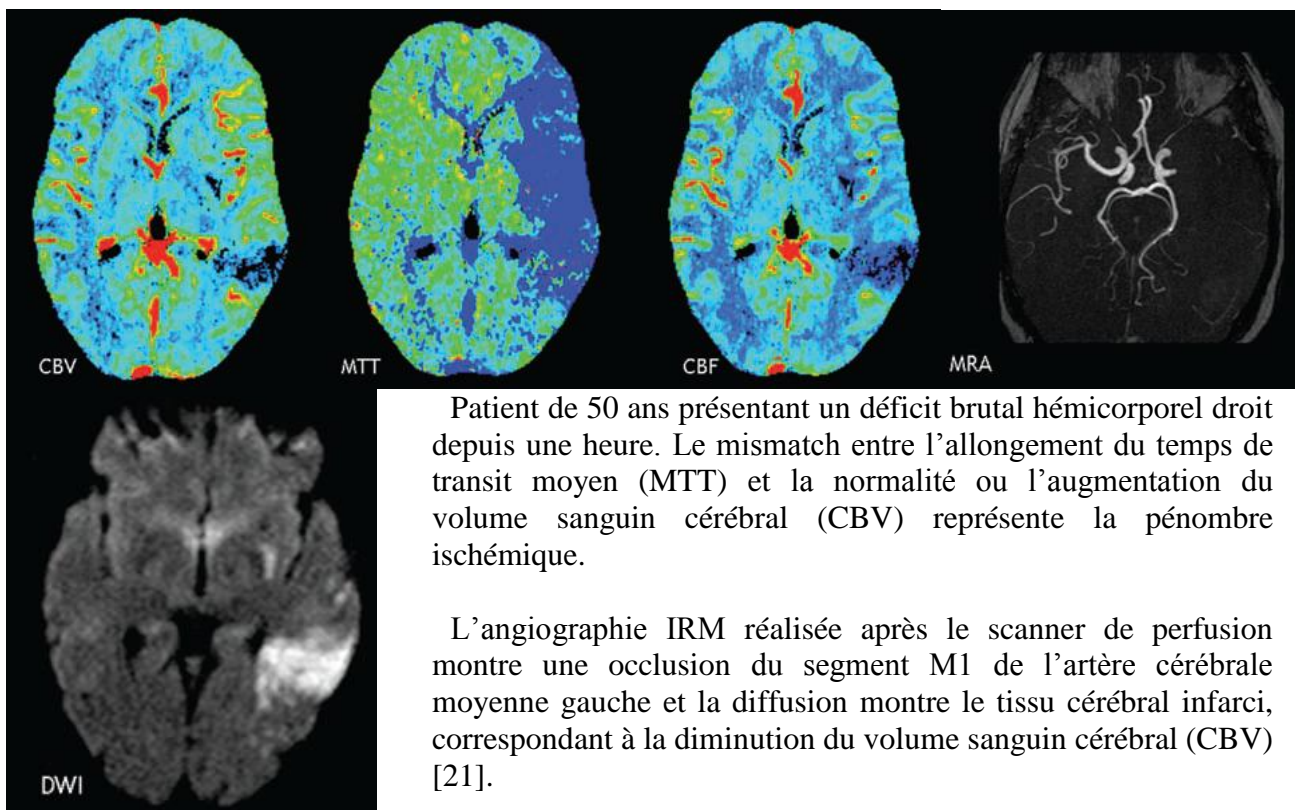 CBV
MTT
CBF
MRA
Patient de 50 ans présentant un déficit brutal hémicorporel droit
depuis une heure. Le mismatch entre l’allongement du temps de
transit moyen (MTT) et la normalité ou l’augmentation du
volume sanguin cérébral (CBV) représente la pénombre
ischémique.
L’angiographie IRM réalisée après le scanner de perfusion
montre une occlusion du segment M1 de l’artère cérébrale
moyenne gauche et la diffusion montre le tissu cérébral infarci,
correspondant à la diminution du volume sanguin cérébral (CBV)
[21].
DWI